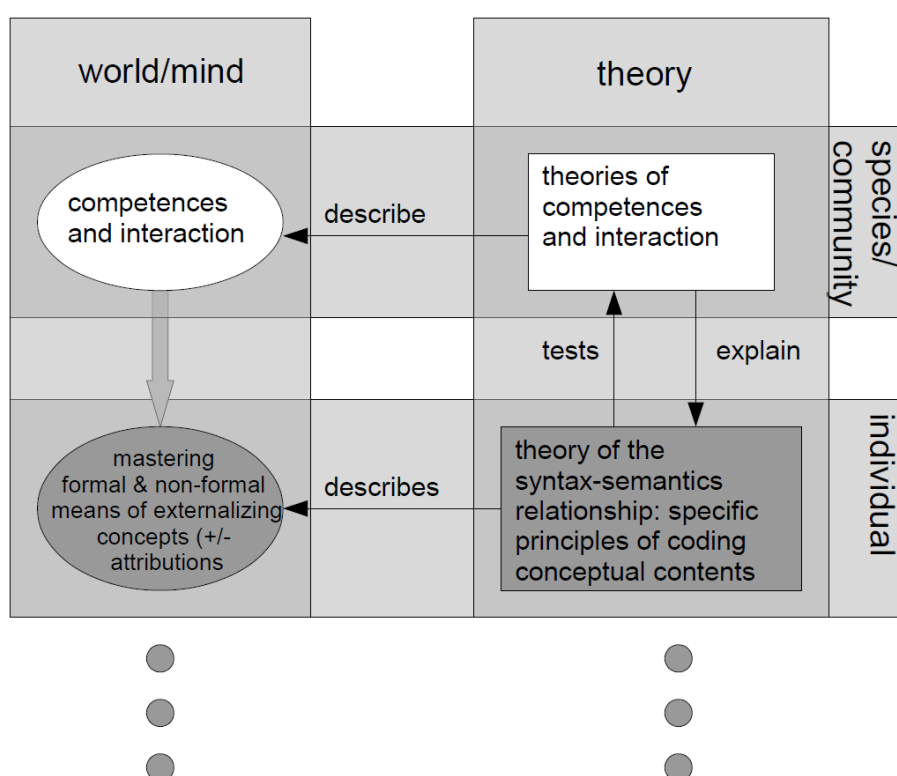 world/mind
theory
competences
and interaction
describe
theories of
competences
and interaction
species/
community
tests
explain
mastering
formal & non-formal
means of externalizing
concepts (+/-
attributions
describes
theory of the
syntax-semantics
relationship: specific
principles of coding
conceptual contents
individual